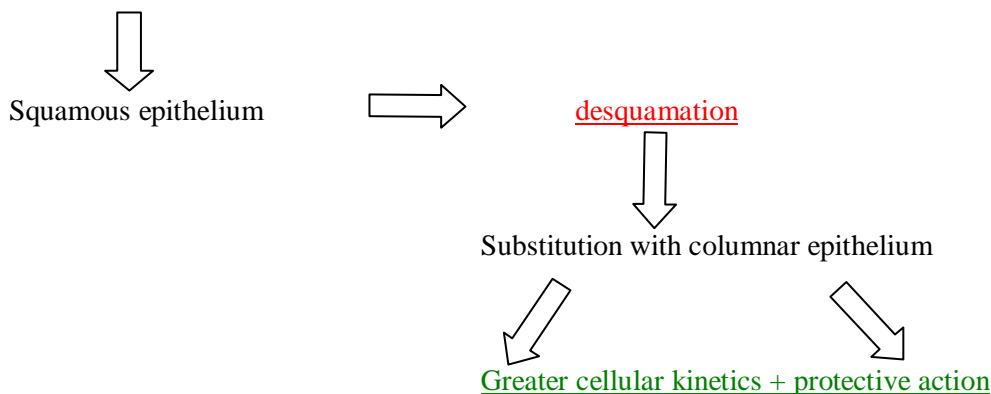 Squamous epithelium desquamation
Substitution with columnar epithelium
Greater cellular kinetics + protective action